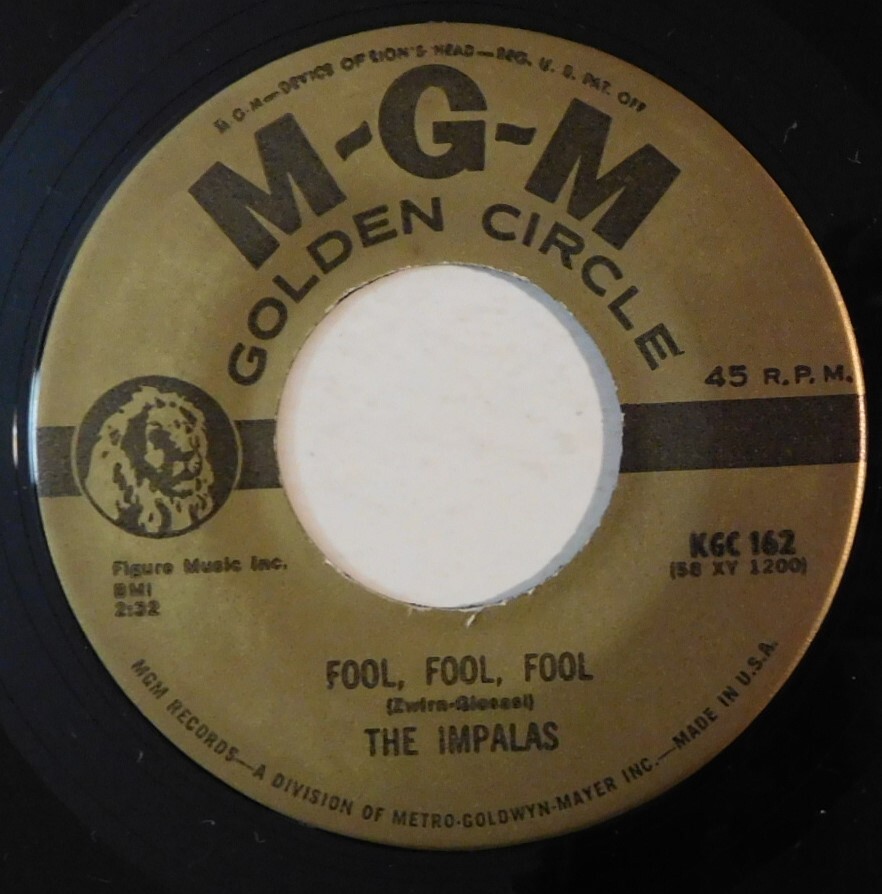 M-G-M—DEVICE OF LION'S HEAD—REG. U. S. PAT. OFF
M-G-M
GOLDEN CIRCLE
45 R.P.M.
KGC 162
(58 XY 1200)
Figure Music Inc.
BMI
2:32
FOOL, FOOL, FOOL
THE IMPALAS
MGM RECORDS—A DIVISION OF METRO-GOLDWYN-MAYER INC.—MADE IN U.S.A.